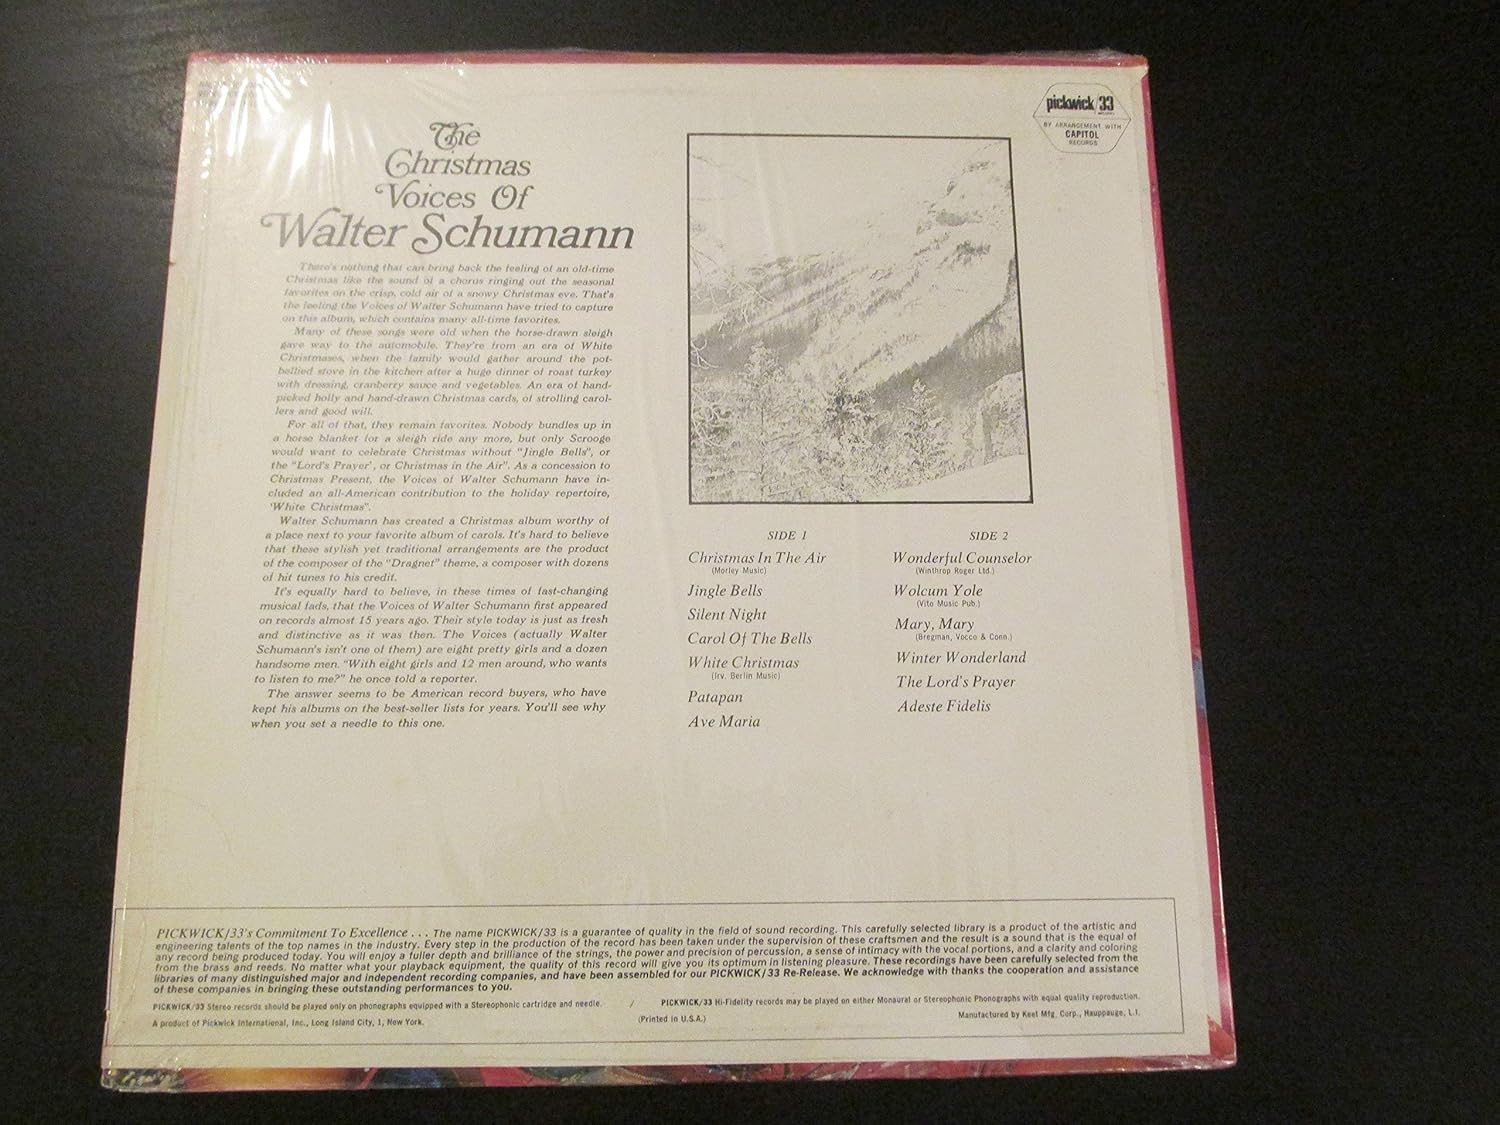 pickwick/33
BY ARRANGEMENT WITH
CAPITOL
RECORDS
The
Christmas
Voices Of
Walter Schumann
There's nothing that can bring back the feeling of an old-time
Christmas like the sound of a chorus ringing out the seasonal
favorites on the crisp, cold air of a snowy Christmas eve. That's
the feeling the Voices of Walter Schumann have tried to capture
on this album, which contains many all-time favorites.
Many of these songs were old when the horse-drawn sleigh
gave way to the automobile. They're from an era of White
Christmases, when the family would gather around the pot-
bellied stove in the kitchen after a huge dinner of roast turkey
with dressing, cranberry sauce and vegetables. An era of hand-
picked holly and hand-drawn Christmas cards, of strolling carol-
lers and good will.
For all of that, they remain favorites. Nobody bundles up in
a horse blanket for a sleigh ride any more, but only Scrooge
would want to celebrate Christmas without "Jingle Bells", or
the "Lord's Prayer', or Christmas in the Air". As a concession to
Christmas Present, the Voices of Walter Schumann have in-
cluded an all-American contribution to the holiday repertoire,
'White Christmas".
Walter Schumann has created a Christmas album worthy of
a place next to your favorite album of carols. It's hard to believe
that these stylish yet traditional arrangements are the product
of the composer of the "Dragnet" theme, a composer with dozens
of hit tunes to his credit.
It's equally hard to believe, in these times of fast-changing
musical fads, that the Voices of Walter Schumann first appeared
on records almost 15 years ago. Their style today is just as fresh
and distinctive as it was then. The Voices (actually Walter
Schumann's isn't one of them) are eight pretty girls and a dozen
handsome men. "With eight girls and 12 men around, who wants
to listen to me?" he once told a reporter.
The answer seems to be American record buyers, who have
kept his albums on the best-seller lists for years. You'll see why
when you set a needle to this one.
SIDE 1
Christmas In The Air
(Morley Music)
Jingle Bells
Silent Night
Carol Of The Bells
White Christmas
(Irv. Berlin Music)
Patapan
Ave Maria
SIDE 2
Wonderful Counselor
(Winthrop Roger Ltd.)
Wolcum Yole
(Vito Music Pub.)
Mary, Mary
(Bregman, Vocco & Conn.)
Winter Wonderland
The Lord's Prayer
Adeste Fidelis
PICKWICK/33's Commitment To Excellence . . . The name PICKWICK/33 is a guarantee of quality in the field of sound recording. This carefully selected library is a product of the artistic and
engineering talents of the top names in the industry. Every step in the production of the record has been taken under the supervision of these craftsmen and the result is a sound that is the equal of
any record being produced today. You will enjoy a fuller depth and brilliance of the strings, the power and precision of percussion, a sense of intimacy with the vocal portions, and a clarity and coloring
from the brass and reeds. No matter what your playback equipment, the quality of this record will give you its optimum in listening pleasure. These recordings have been carefully selected from the
libraries of many distinguished major and independent recording companies, and have been assembled for our PICKWICK/33 Re-Release. We acknowledge with thanks the cooperation and assistance
of these companies in bringing these outstanding performances to you.
PICKWICK/33 Stereo records should be played only on phonographs equipped with a Stereophonic cartridge and needle. / PICKWICK/33 Hi-Fidelity records may be played on either Monaural or Stereophonic Phonographs with equal quality reproduction.
A product of Pickwick International, Inc., Long Island City, 1, New York. (Printed in U.S.A.) Manufactured by Keel Mfg. Corp., Hauppauge, L.I.